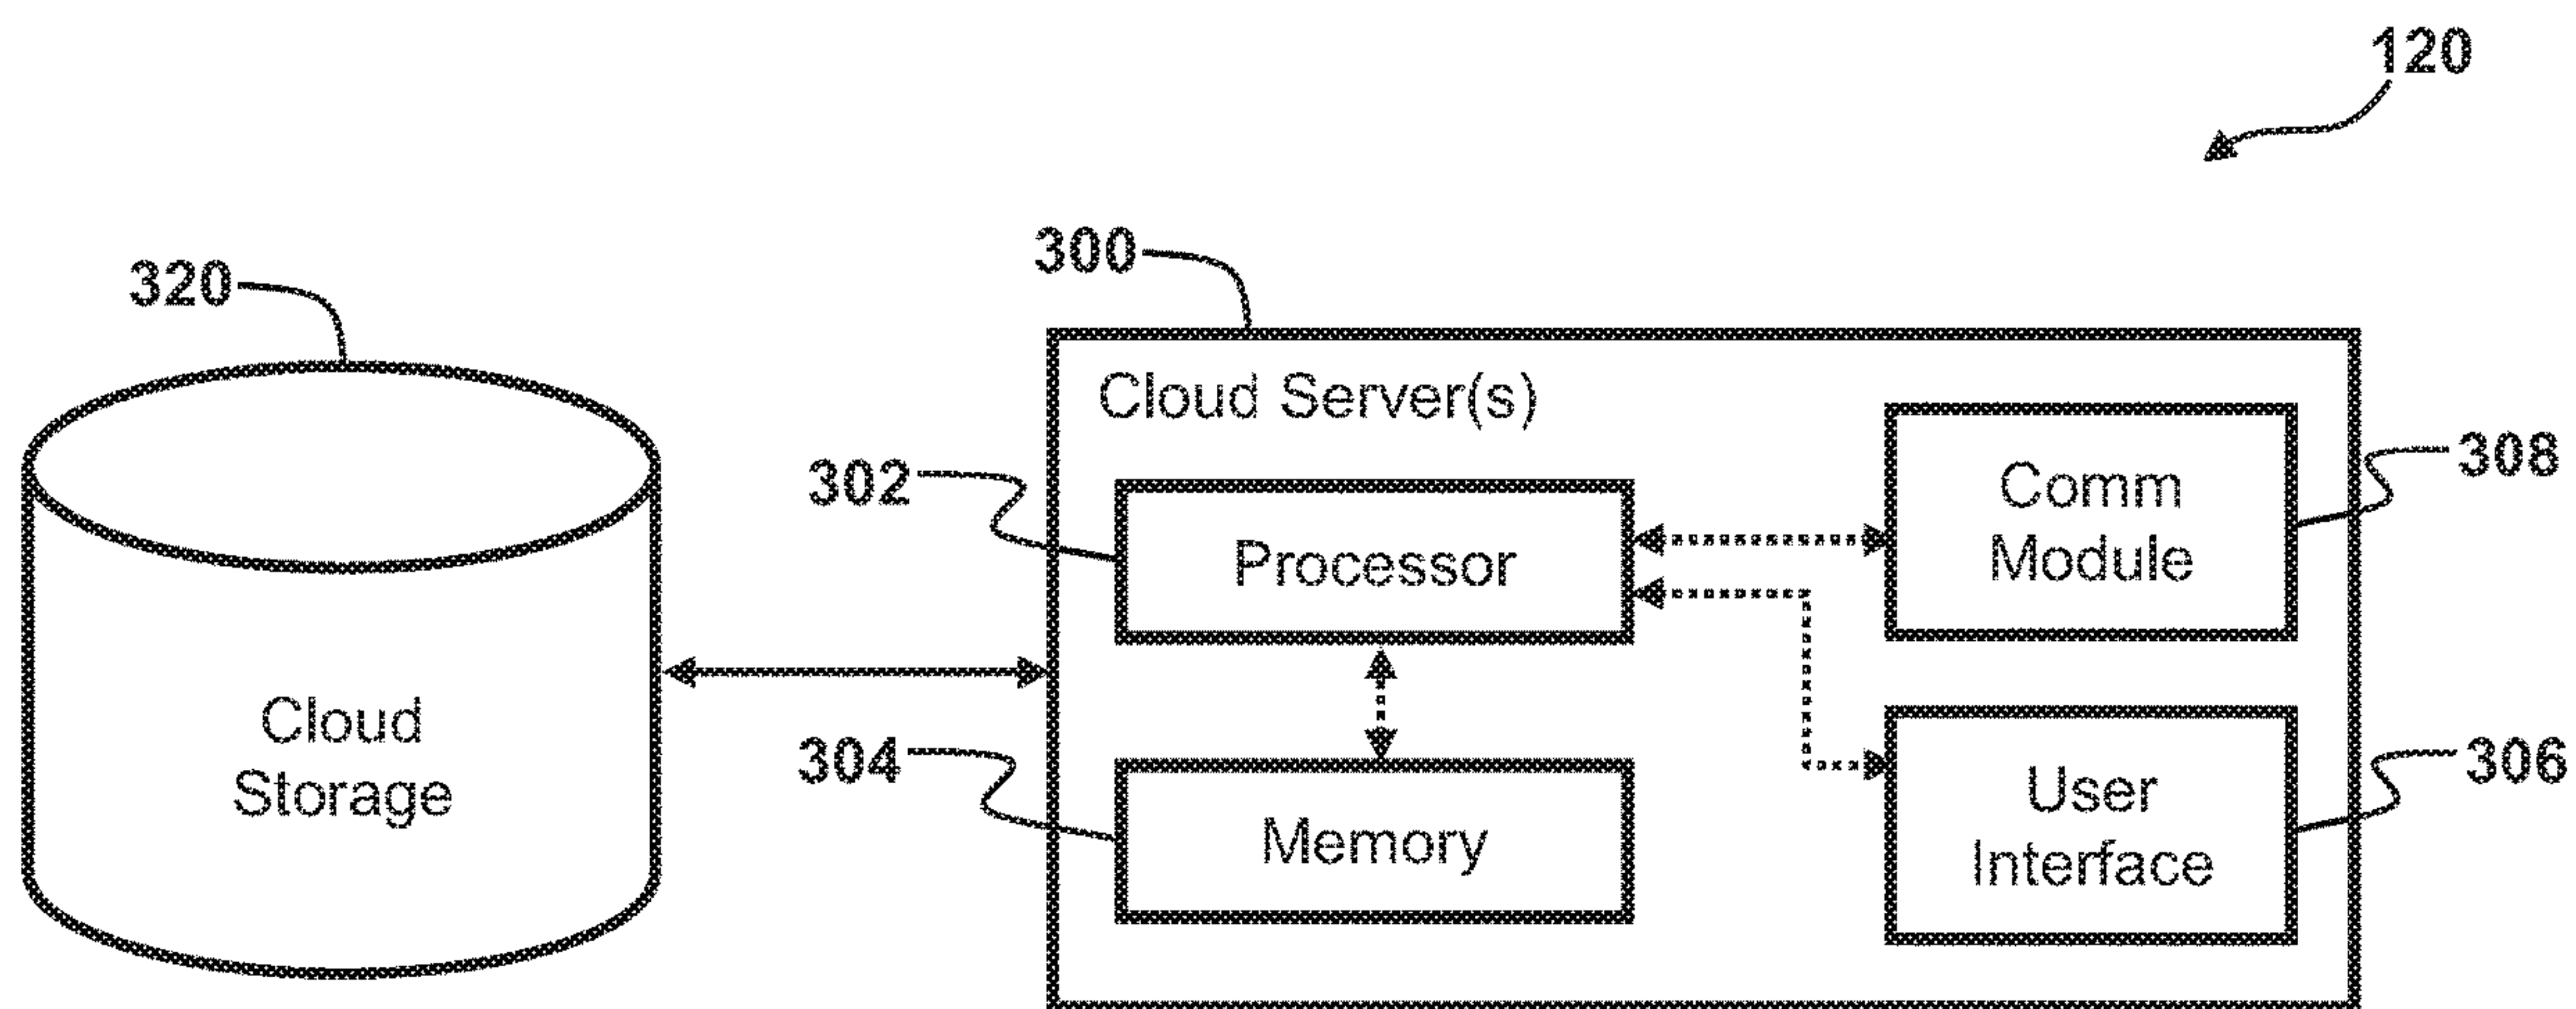 120
300
320
Cloud Server(s)
308
Comm
Module
302
Processor
Cloud
Storage
304
Memory
306
User
Interface